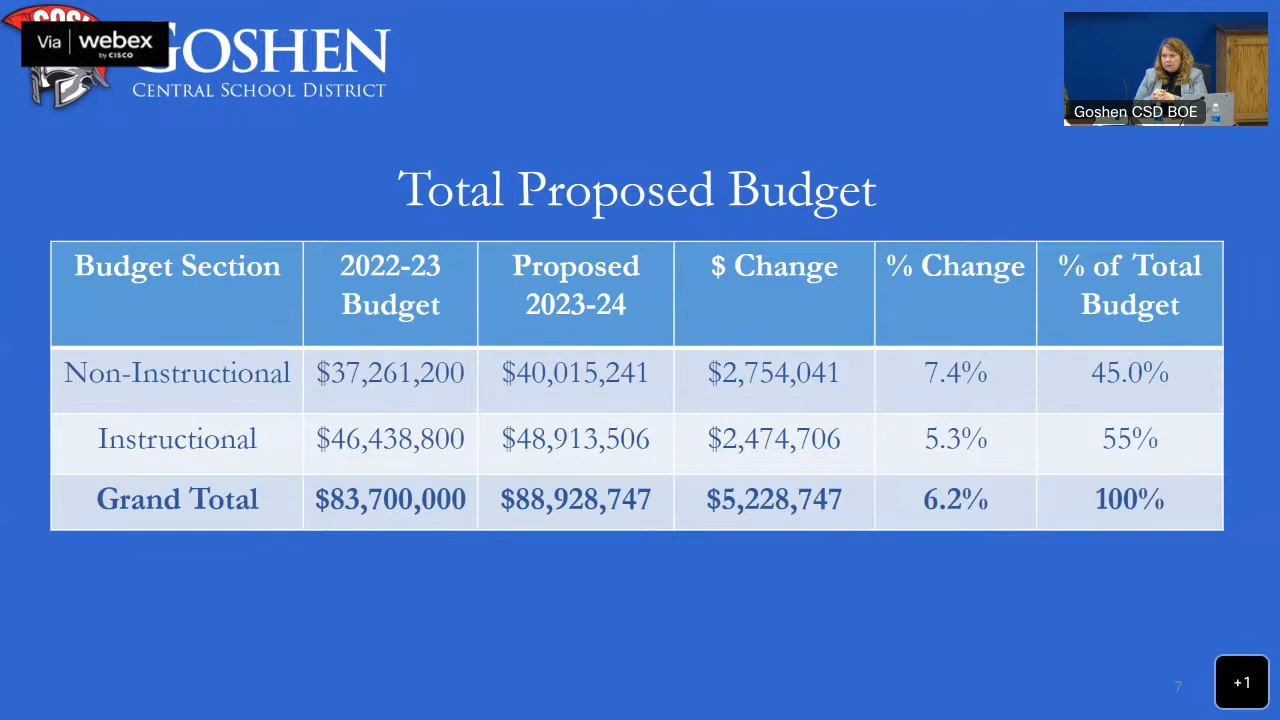 Via webex
by CISCO
GOSHEN
CENTRAL SCHOOL DISTRICT
Goshen CSD BOE
Total Proposed Budget
Budget Section 2022-23 Budget Proposed 2023-24 $ Change % Change % of Total Budget
Non-Instructional $37,261,200 $40,015,241 $2,754,041 7.4% 45.0%
Instructional $46,438,800 $48,913,506 $2,474,706 5.3% 55%
Grand Total $83,700,000 $88,928,747 $5,228,747 6.2% 100%
7
+1